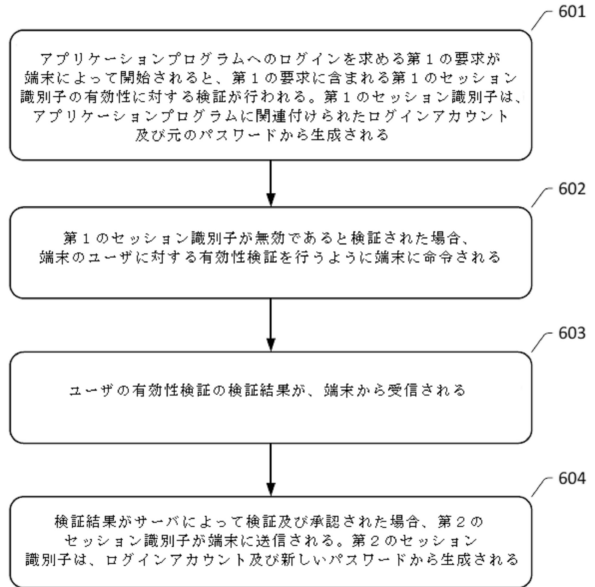 601
アプリケーションプログラムへのログインを求める第1の要求が
端末によって開始されると、第1の要求に含まれる第1のセッション
識別子の有効性に対する検証が行われる。第1のセッション識別子は、
アプリケーションプログラムに関連付けられたログインアカウント
及び元のパスワードから生成される
602
第1のセッション識別子が無効であると検証された場合、
端末のユーザに対する有効性検証を行うように端末に命令される
603
ユーザの有効性検証の検証結果が、端末から受信される
604
検証結果がサーバによって検証及び承認された場合、第2の
セッション識別子が端末に送信される。第2のセッション
識別子は、ログインアカウント及び新しいパスワードから生成される